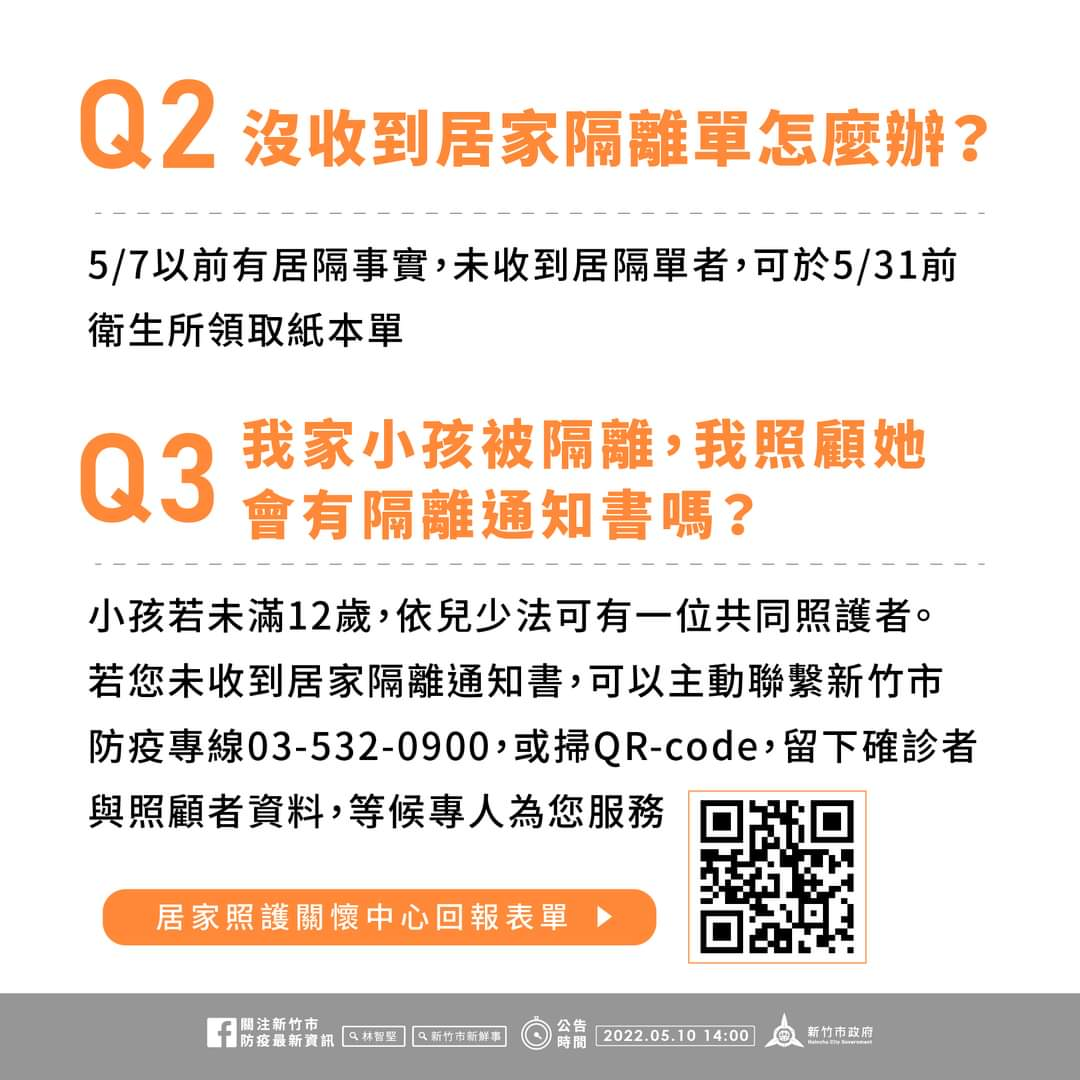 Q2 沒收到居家隔離單怎麼辦？
5/7以前有居隔事實，未收到居隔單者，可於5/31前
衛生所領取紙本單
Q3 我家小孩被隔離，我照顧她
會有隔離通知書嗎？
小孩若未滿12歲，依兒少法可有一位共同照護者。
若您未收到居家隔離通知書，可以主動聯繫新竹市
防疫專線03-532-0900，或掃QR-code，留下確診者
與照顧者資料，等候專人為您服務
居家照護關懷中心回報表單
關注新竹市
防疫最新資訊
林智堅
新竹市新鮮事
公告
時間
2022.05.10 14:00
新竹市政府
Hsinchu City Government